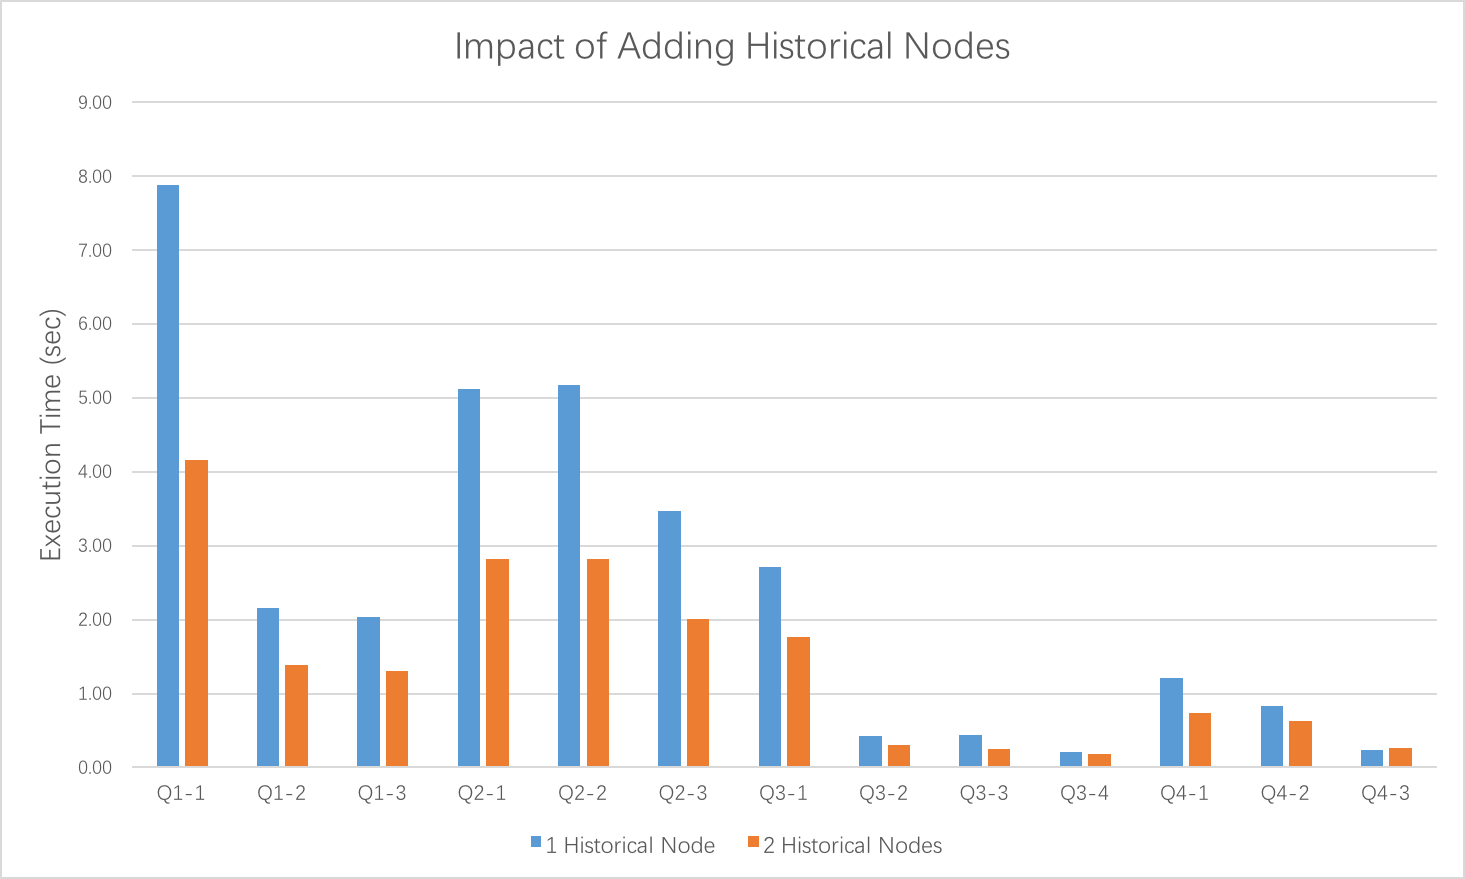 Impact of Adding Historical Nodes
Execution Time (sec)
9.00
8.00
7.00
6.00
5.00
4.00
3.00
2.00
1.00
0.00
Q1-1 Q1-2 Q1-3 Q2-1 Q2-2 Q2-3 Q3-1 Q3-2 Q3-3 Q3-4 Q4-1 Q4-2 Q4-3
1 Historical Node 2 Historical Nodes